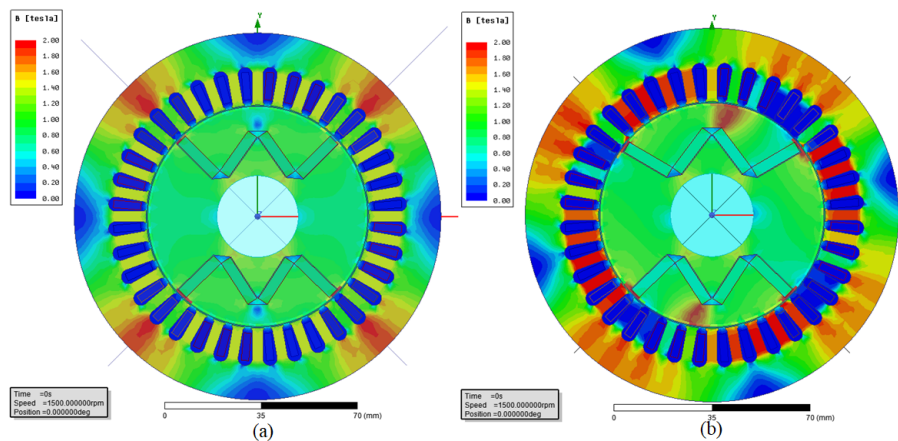 B [tesla]
2.00
1.80
1.60
1.40
1.20
1.00
0.80
0.60
0.40
0.20
0.00
Y
Time =0s
Speed =1500.000000rpm
Position =0.000000deg
0 35 70 (mm)
(a)
B [tesla]
2.00
1.80
1.60
1.40
1.20
1.00
0.80
0.60
0.40
0.20
0.00
Y
Time =0s
Speed =1500.000000rpm
Position =0.000000deg
0 35 70 (mm)
(b)